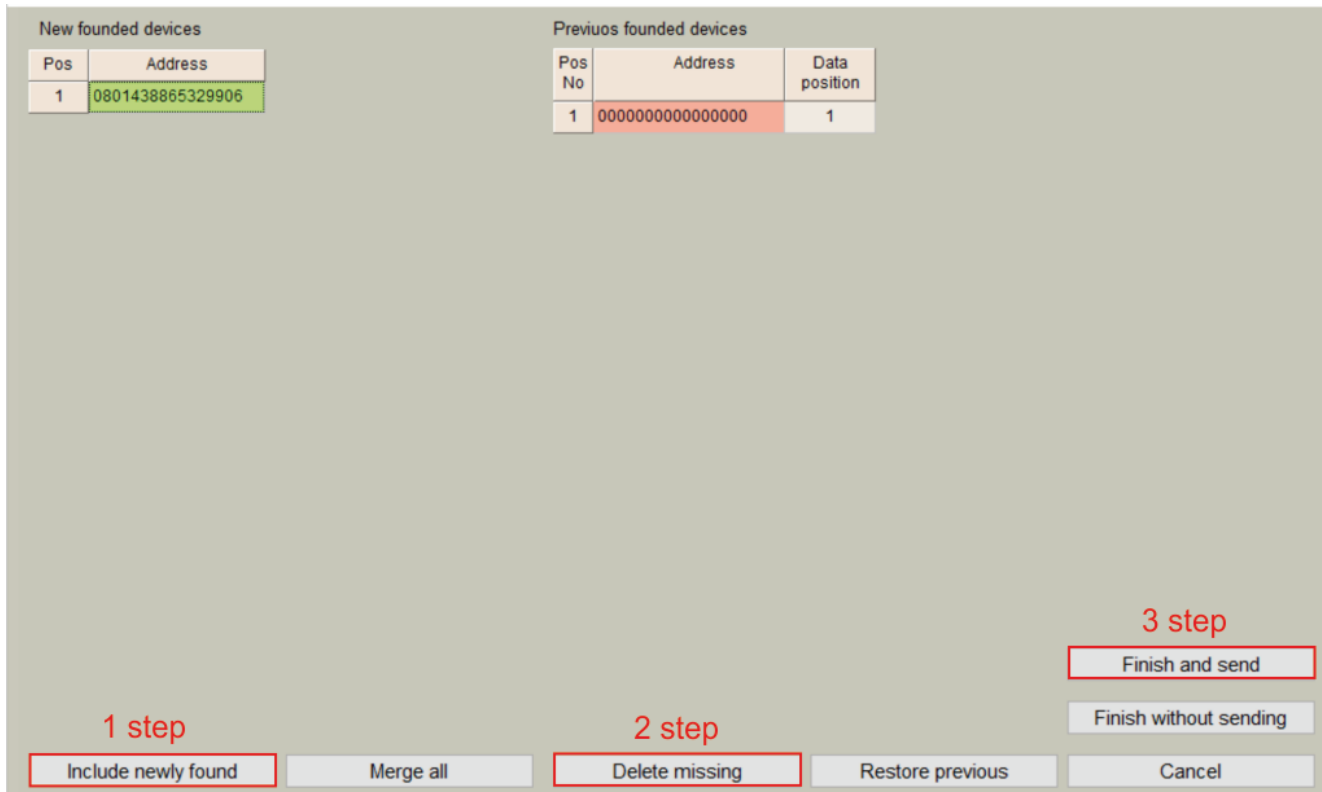 New founded devices
Pos Address
1 0801438865329906
Previuos founded devices
Pos No Address Data position
1 0000000000000000 1
3 step
Finish and send
Finish without sending
1 step
2 step
Include newly found
Merge all
Delete missing
Restore previous
Cancel